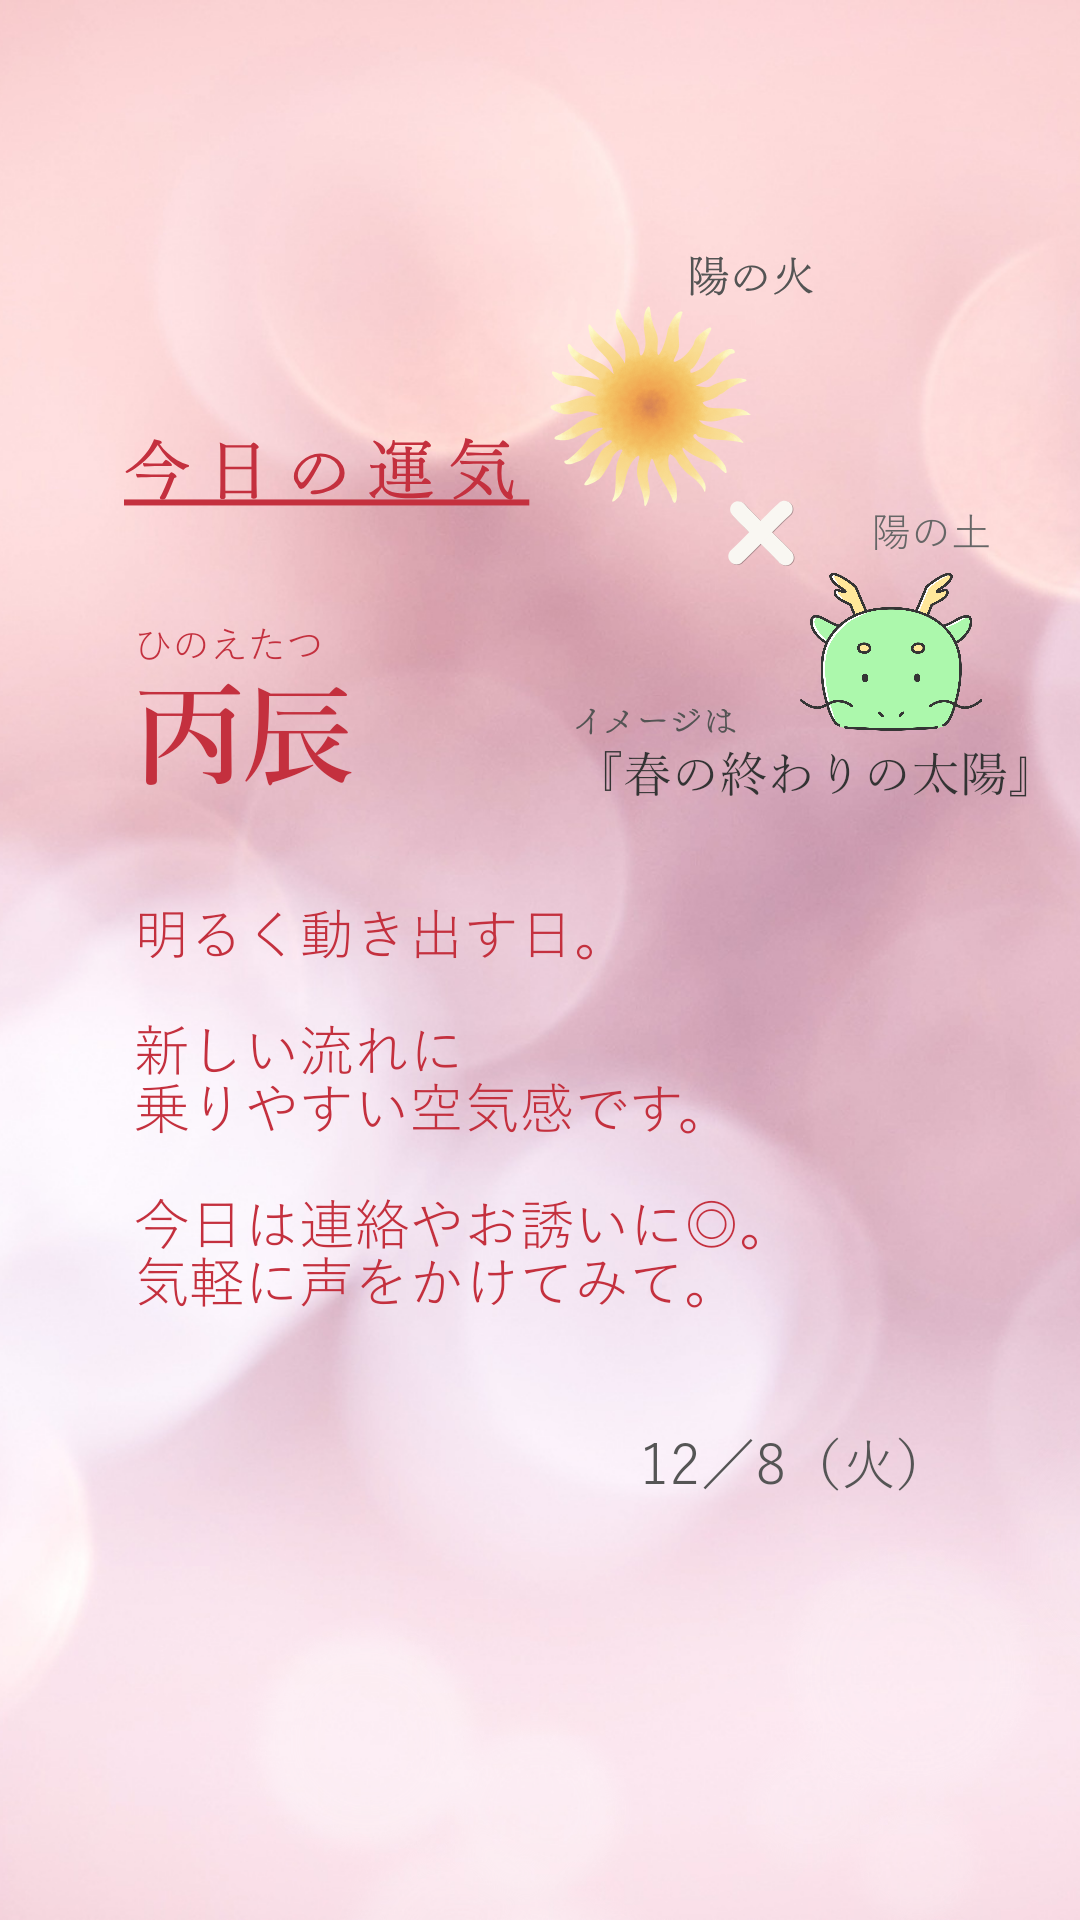 陽の火
今日の運気
陽の土
ひのえたつ
丙辰
イメージは
『春の終わりの太陽』
明るく動き出す日。
新しい流れに
乗りやすい空気感です。
今日は連絡やお誘いに◎。
気軽に声をかけてみて。
12／8（火）